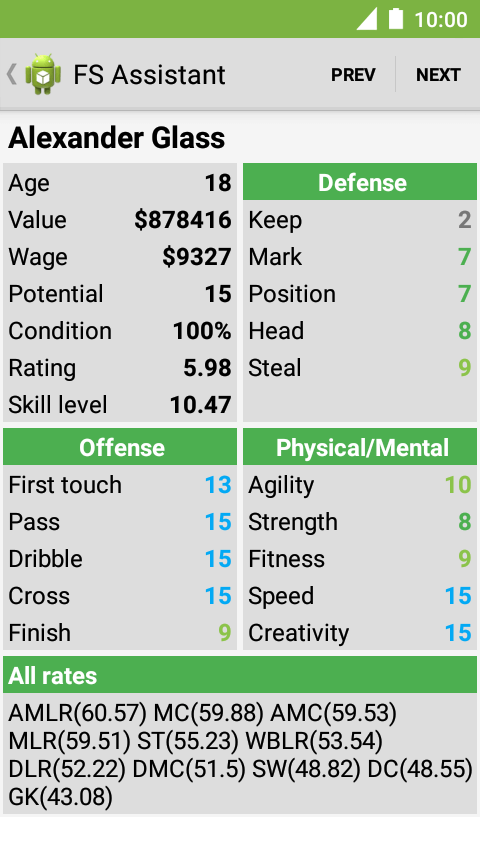 10:00
FS Assistant PREV NEXT
Alexander Glass
Age 18
Value $878416
Wage $9327
Potential 15
Condition 100%
Rating 5.98
Skill level 10.47
Defense
Keep 2
Mark 7
Position 7
Head 8
Steal 9
Offense
First touch 13
Pass 15
Dribble 15
Cross 15
Finish 9
Physical/Mental
Agility 10
Strength 8
Fitness 9
Speed 15
Creativity 15
All rates
AMLR(60.57) MC(59.88) AMC(59.53)
MLR(59.51) ST(55.23) WBLR(53.54)
DLR(52.22) DMC(51.5) SW(48.82) DC(48.55)
GK(43.08)